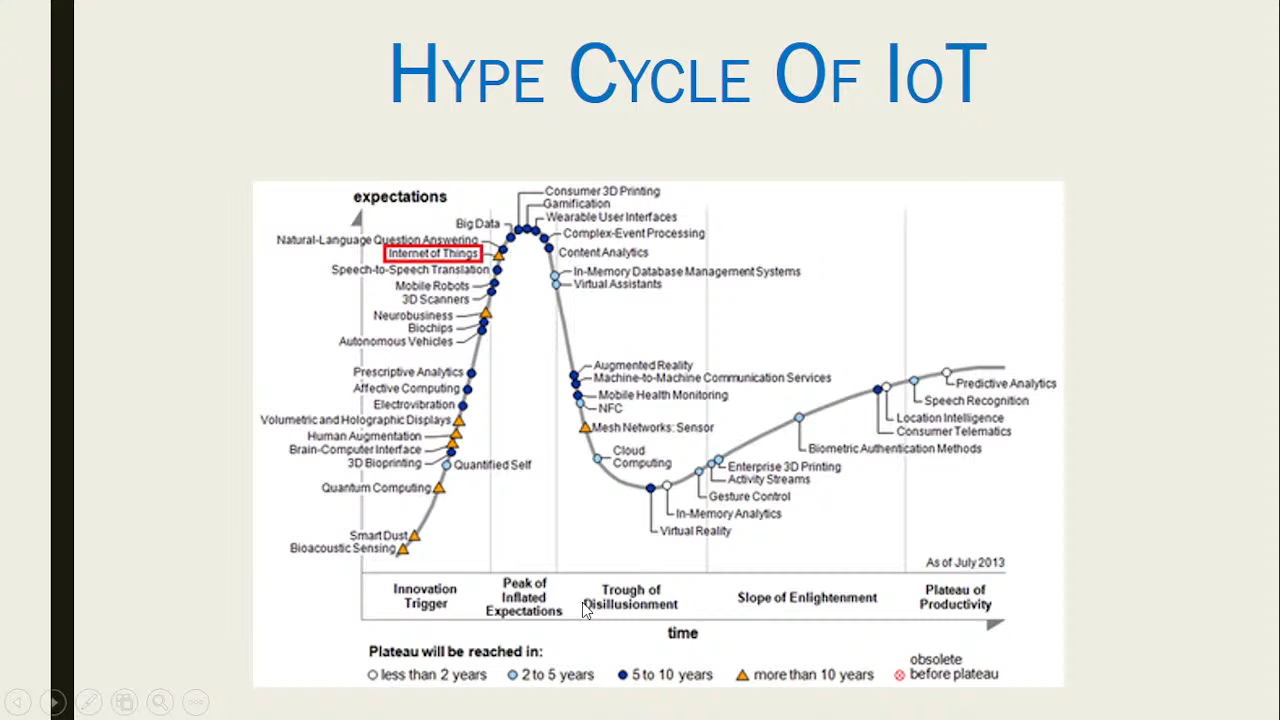 HYPE CYCLE OF IOT
expectations
Consumer 3D Printing
Gamification
Wearable User Interfaces
Big Data
Complex-Event Processing
Natural-Language Question Answering
Internet of Things
Content Analytics
Speech-to-Speech Translation
In-Memory Database Management Systems
Virtual Assistants
Mobile Robots
3D Scanners
Neurobusiness
Biochips
Autonomous Vehicles
Augmented Reality
Machine-to-Machine Communication Services
Prescriptive Analytics
Affective Computing
Mobile Health Monitoring
Electrovibration
NFC
Volumetric and Holographic Displays
Mesh Networks: Sensor
Human Augmentation
Brain-Computer Interface
3D Bioprinting
Quantified Self
Cloud
Computing
Quantum Computing
Smart Dust
Bioacoustic Sensing
Predictive Analytics
Speech Recognition
Location Intelligence
Consumer Telematics
Biometric Authentication Methods
Enterprise 3D Printing
Activity Streams
Gesture Control
In-Memory Analytics
Virtual Reality
As of July 2013
Innovation
Trigger
Peak of
Inflated
Expectations
Trough of
Disillusionment
Slope of Enlightenment
Plateau of
Productivity
time
Plateau will be reached in:
less than 2 years
2 to 5 years
5 to 10 years
more than 10 years
obsolete
before plateau